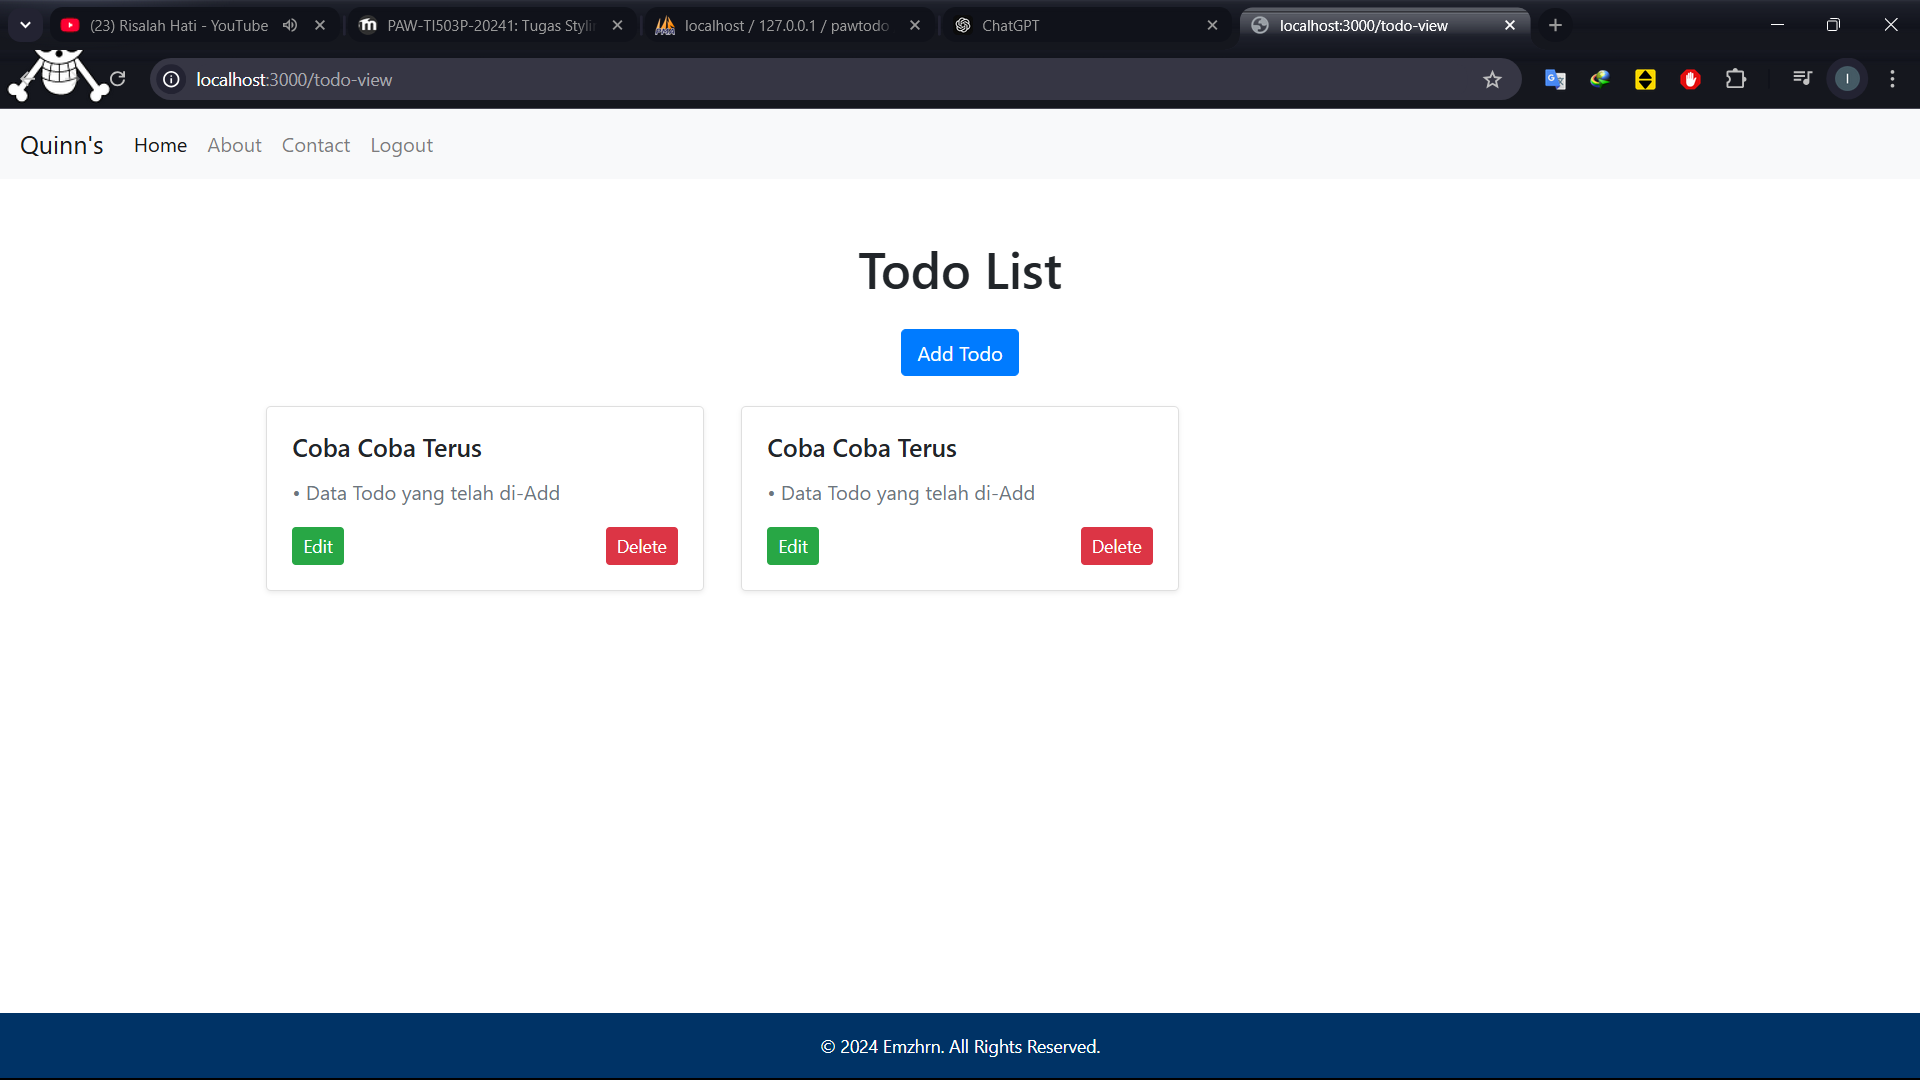 (23) Risalah Hati - YouTube
PAW-TI503P-20241: Tugas Styli
localhost / 127.0.0.1 / pawtodo
ChatGPT
localhost:3000/todo-view
localhost:3000/todo-view
I
Quinn's Home About Contact Logout
Todo List
Add Todo
Coba Coba Terus
• Data Todo yang telah di-Add
Edit Delete
Coba Coba Terus
• Data Todo yang telah di-Add
Edit Delete
© 2024 Emzhrn. All Rights Reserved.